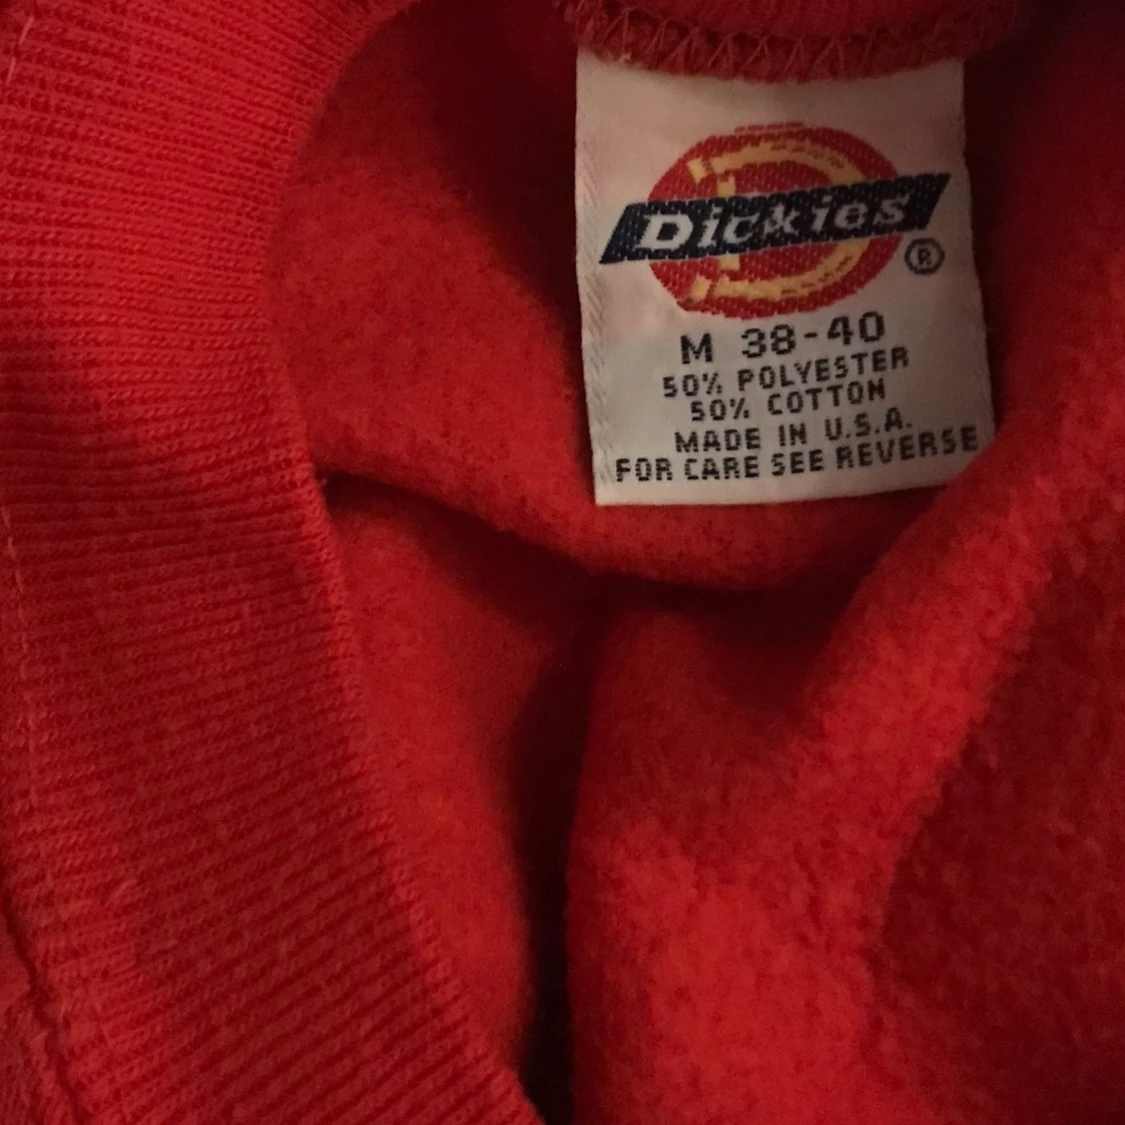 Dickies
®
M 38-40
50% POLYESTER
50% COTTON
MADE IN U.S.A.
FOR CARE SEE REVERSE